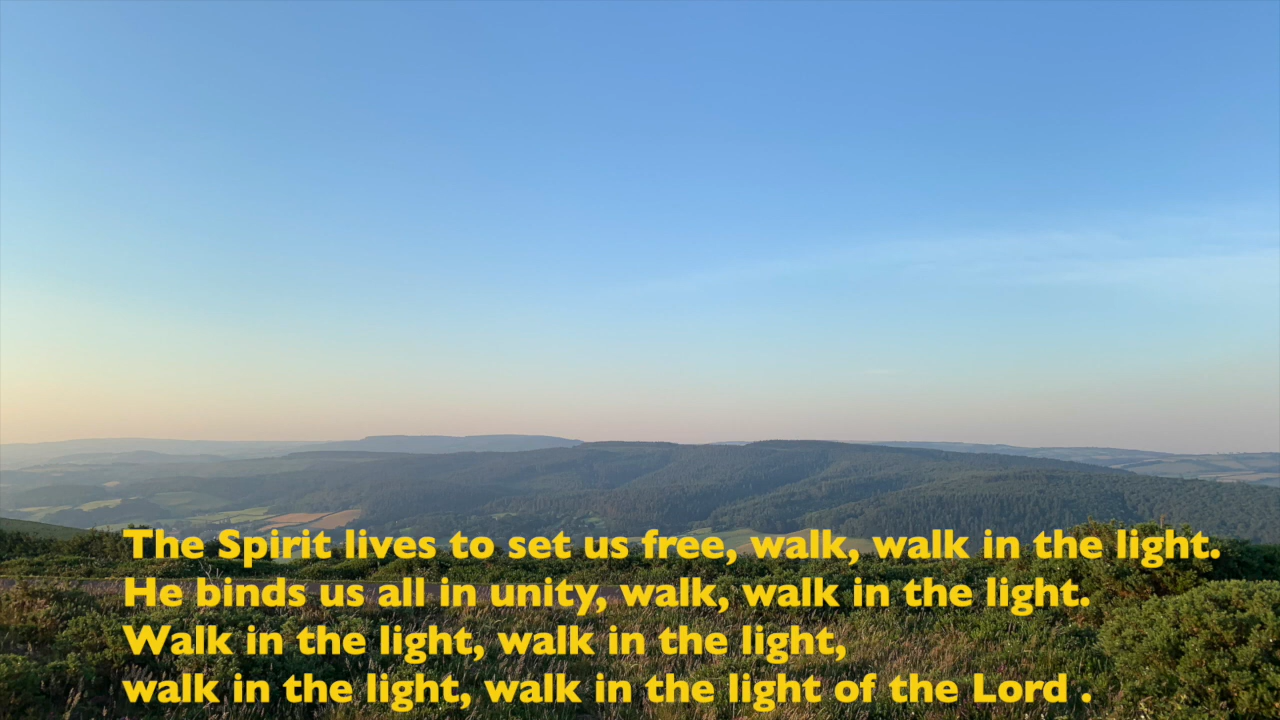 The Spirit lives to set us free, walk, walk in the light.
He binds us all in unity, walk, walk in the light.
Walk in the light, walk in the light,
walk in the light, walk in the light of the Lord .